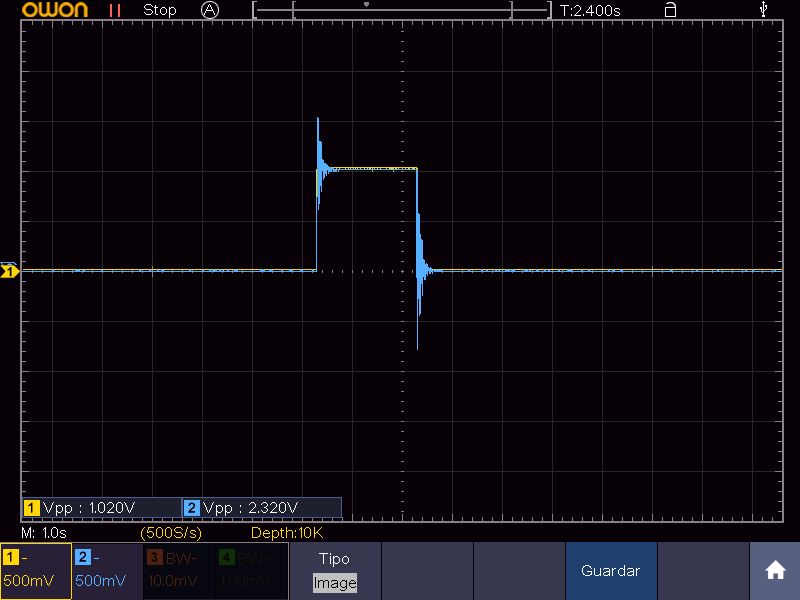 owon Stop A T:2.400s
1
1 Vpp : 1.020V 2 Vpp : 2.320V
M: 1.0s (500S/s) Depth:10K
1 - 2 - 3 BW- 4 BW- Tipo
500mV 500mV 10.0mV 1.00mV Image Guardar